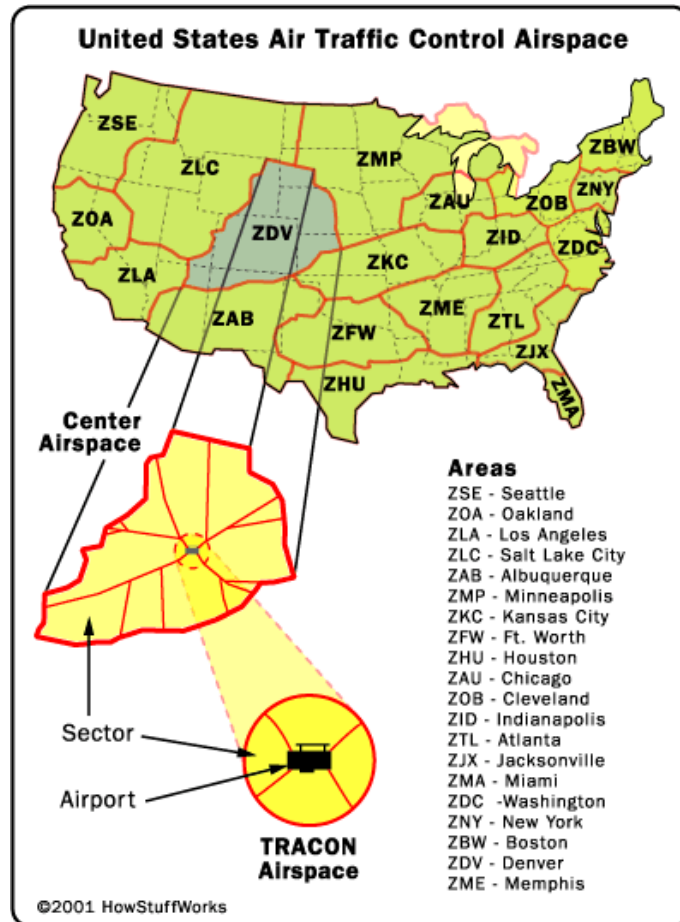 United States Air Traffic Control Airspace
ZSE
ZLC
ZMP
ZBW
ZOA
ZAU
ZOB
ZNY
ZDV
ZID
ZDC
ZLA
ZKC
ZAB
ZME
ZFW
ZTL
ZJX
ZHU
ZMA
Center
Airspace
Areas
ZSE - Seattle
ZOA - Oakland
ZLA - Los Angeles
ZLC - Salt Lake City
ZAB - Albuquerque
ZMP - Minneapolis
ZKC - Kansas City
ZFW - Ft. Worth
ZHU - Houston
ZAU - Chicago
ZOB - Cleveland
ZID - Indianapolis
ZTL - Atlanta
ZJX - Jacksonville
ZMA - Miami
ZDC -Washington
ZNY - New York
ZBW - Boston
ZDV - Denver
ZME - Memphis
Sector
Airport
TRACON
Airspace
©2001 HowStuffWorks